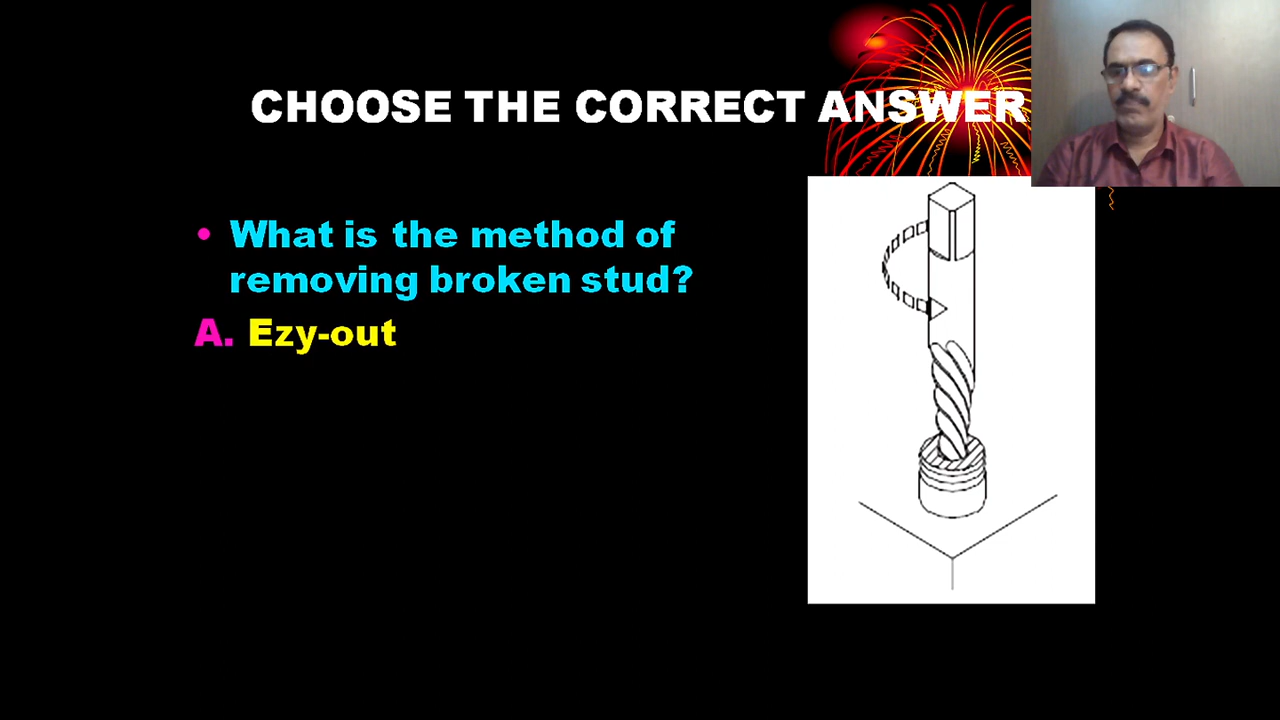 CHOOSE THE CORRECT ANSWER
• What is the method of
removing broken stud?
A. Ezy-out